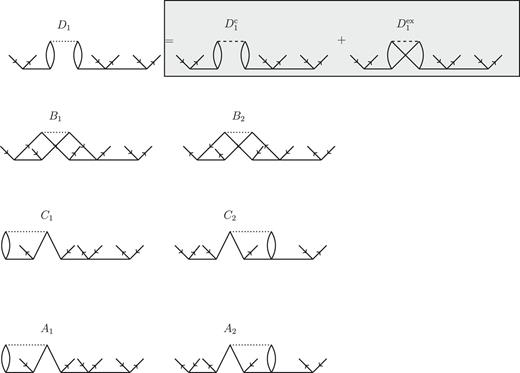 D₁ = D₁ᶜ + D₁ᵉˣ
B₁ B₂
C₁ C₂
A₁ A₂